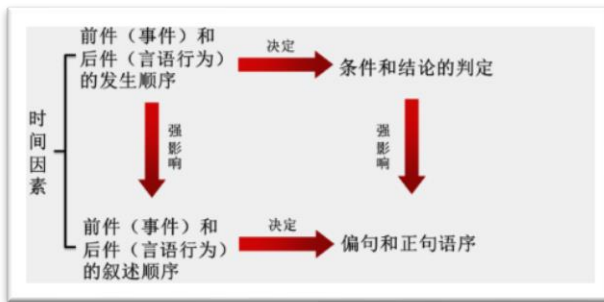 前件（事件）和
后件（言语行为）
的发生顺序
决定
条件和结论的判定
时间因素
强影响
强影响
前件（事件）和
后件（言语行为）
的叙述顺序
决定
偏句和正句语序